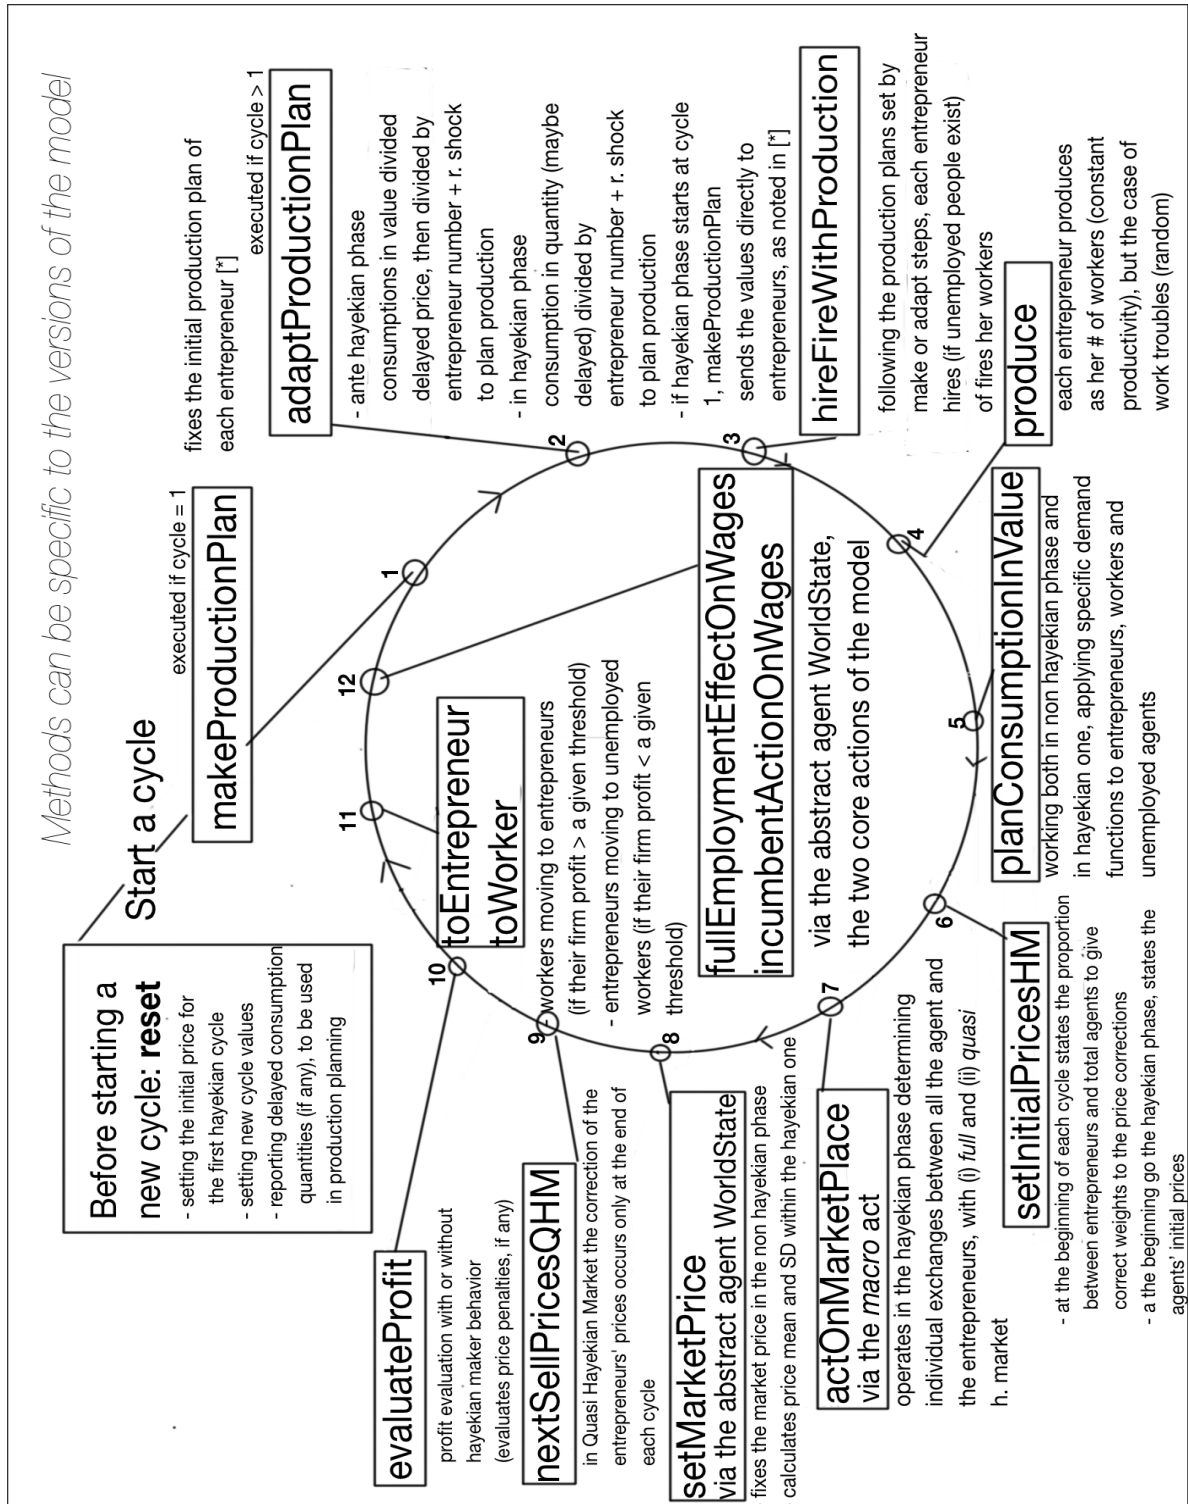 Methods can be specific to the versions of the model
Before starting a
new cycle: reset
- setting the initial price for
the first hayekian cycle
- setting new cycle values
- reporting delayed consumption
quantities (if any), to be used
in production planning
Start a cycle
executed if cycle = 1
makeProductionPlan
fixes the initial production plan of
each entrepreneur [*]
executed if cycle > 1
adaptProductionPlan
- ante hayekian phase
consumptions in value divided
delayed price, then divided by
entrepreneur number + r. shock
to plan production
- in hayekian phase
consumption in quantity (maybe
delayed) divided by
entrepreneur number + r. shock
to plan production
- if hayekian phase starts at cycle
1, makeProductionPlan
sends the values directly to
entrepreneurs, as noted in [*]
hireFireWithProduction
following the production plans set by
make or adapt steps, each entrepreneur
hires (if unemployed people exist)
of fires her workers
produce
each entrepreneur produces
as her # of workers (constant
productivity), but the case of
work troubles (random)
planConsumptionInValue
working both in non hayekian phase and
in hayekian one, applying specific demand
functions to entrepreneurs, workers and
unemployed agents
setInitialPricesHM
- at the beginning of each cycle states the proportion
between entrepreneurs and total agents to give
correct weights to the price corrections
- a the beginning go the hayekian phase, states the
agents' initial prices
actOnMarketPlace
via the macro act
operates in the hayekian phase determining
individual exchanges between all the agent and
the entrepreneurs, with (i) full and (ii) quasi
h. market
setMarketPrice
via the abstract agent WorldState
fixes the market price in the non hayekian phase
calculates price mean and SD within the hayekian one
nextSellPricesQHM
in Quasi Hayekian Market the correction of the
entrepreneurs' prices occurs only at the end of
each cycle
evaluateProfit
profit evaluation with or without
hayekian maker behavior
(evaluates price penalties, if any)
toEntrepreneur
toWorker
- workers moving to entrepreneurs
(if their firm profit > a given threshold)
- entrepreneurs moving to unemployed
workers (if their firm profit < a given
threshold)
fullEmploymentEffectOnWages
incumbentActionOnWages
via the abstract agent WorldState,
the two core actions of the model
1
2
3
4
5
6
7
8
9
10
11
12